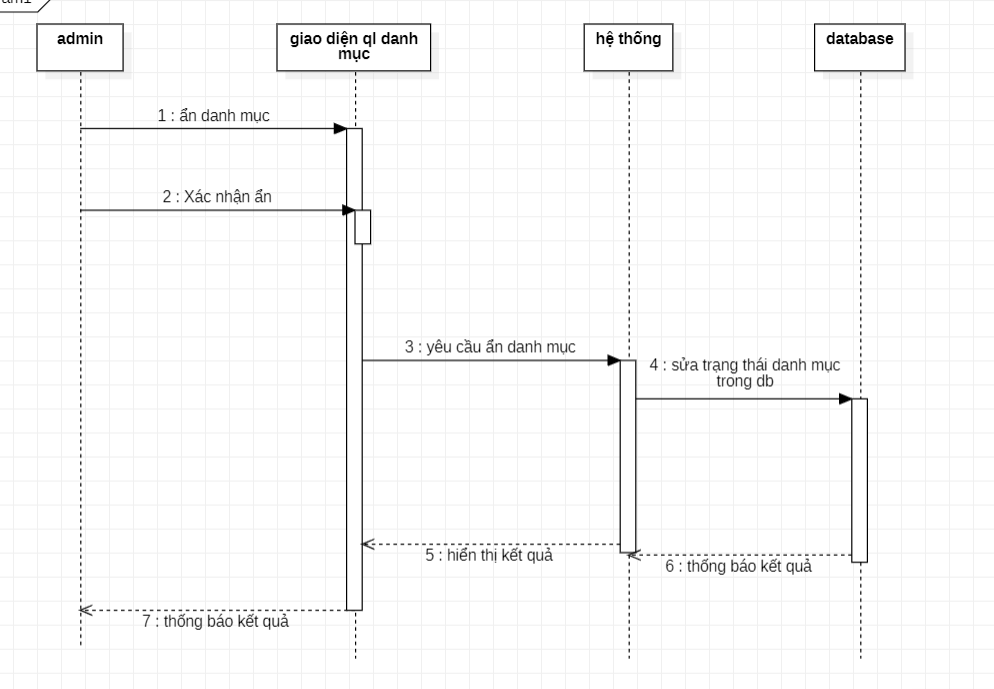 admin
giao diện ql danh
mục
hệ thống
database
1 : ẩn danh mục
2 : Xác nhận ẩn
3 : yêu cầu ẩn danh mục
4 : sửa trạng thái danh mục
trong db
5 : hiển thị kết quả
6 : thống báo kết quả
7 : thống báo kết quả